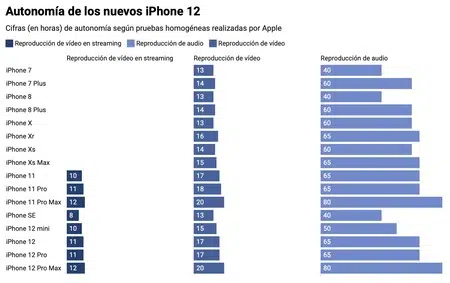 Autonomía de los nuevos iPhone 12
Cifras (en horas) de autonomía según pruebas homogéneas realizadas por Apple
Reproducción de vídeo en streaming Reproducción de audio Reproducción de vídeo
Reproducción de vídeo en streaming Reproducción de vídeo Reproducción de audio
iPhone 7 13 40
iPhone 7 Plus 14 60
iPhone 8 13 40
iPhone 8 Plus 14 60
iPhone X 13 60
iPhone Xr 16 65
iPhone Xs 14 60
iPhone Xs Max 15 65
iPhone 11 10 17 65
iPhone 11 Pro 11 18 65
iPhone 11 Pro Max 12 20 80
iPhone SE 8 13 40
iPhone 12 mini 10 15 50
iPhone 12 11 17 65
iPhone 12 Pro 11 17 65
iPhone 12 Pro Max 12 20 80